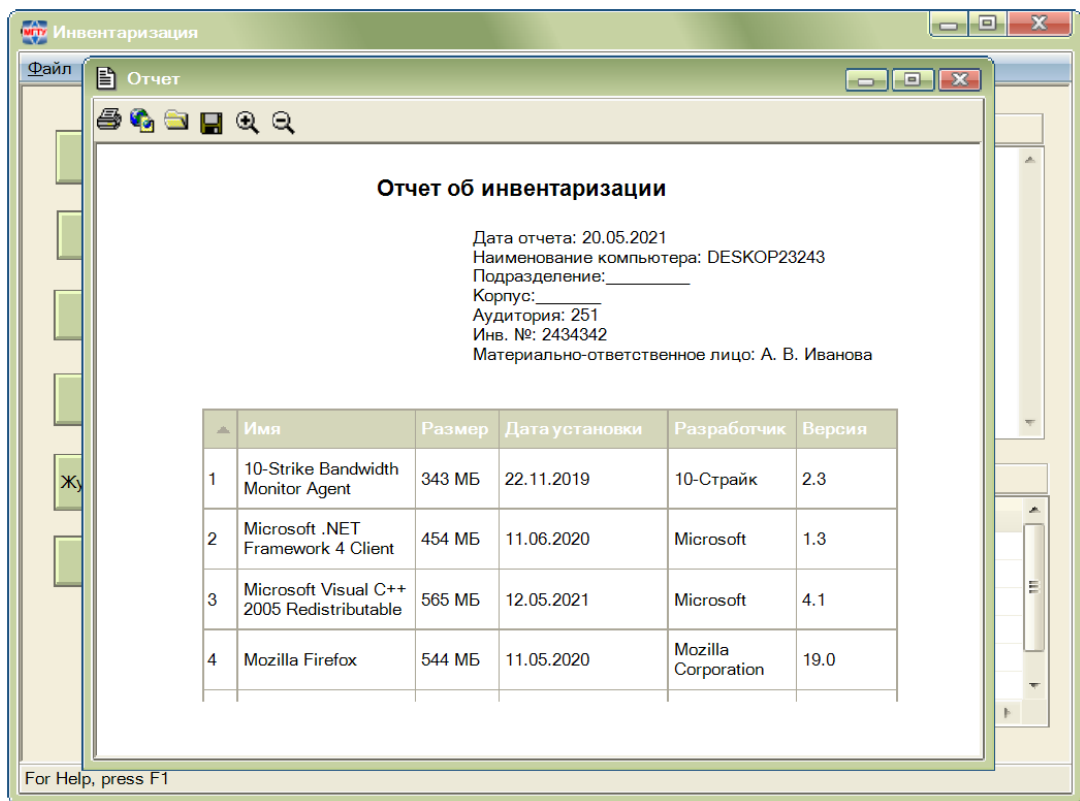 МГТУ Инвентаризация
Файл
Отчет
Отчет об инвентаризации
Дата отчета: 20.05.2021
Наименование компьютера: DESKOP23243
Подразделение:_________
Корпус:_______
Аудитория: 251
Инв. №: 2434342
Материально-ответственное лицо: А. В. Иванова
Имя Размер Дата установки Разработчик Версия
1 10-Strike Bandwidth Monitor Agent 343 МБ 22.11.2019 10-Страйк 2.3
2 Microsoft .NET Framework 4 Client 454 МБ 11.06.2020 Microsoft 1.3
3 Microsoft Visual C++ 2005 Redistributable 565 МБ 12.05.2021 Microsoft 4.1
4 Mozilla Firefox 544 МБ 11.05.2020 Mozilla Corporation 19.0
Жу
For Help, press F1